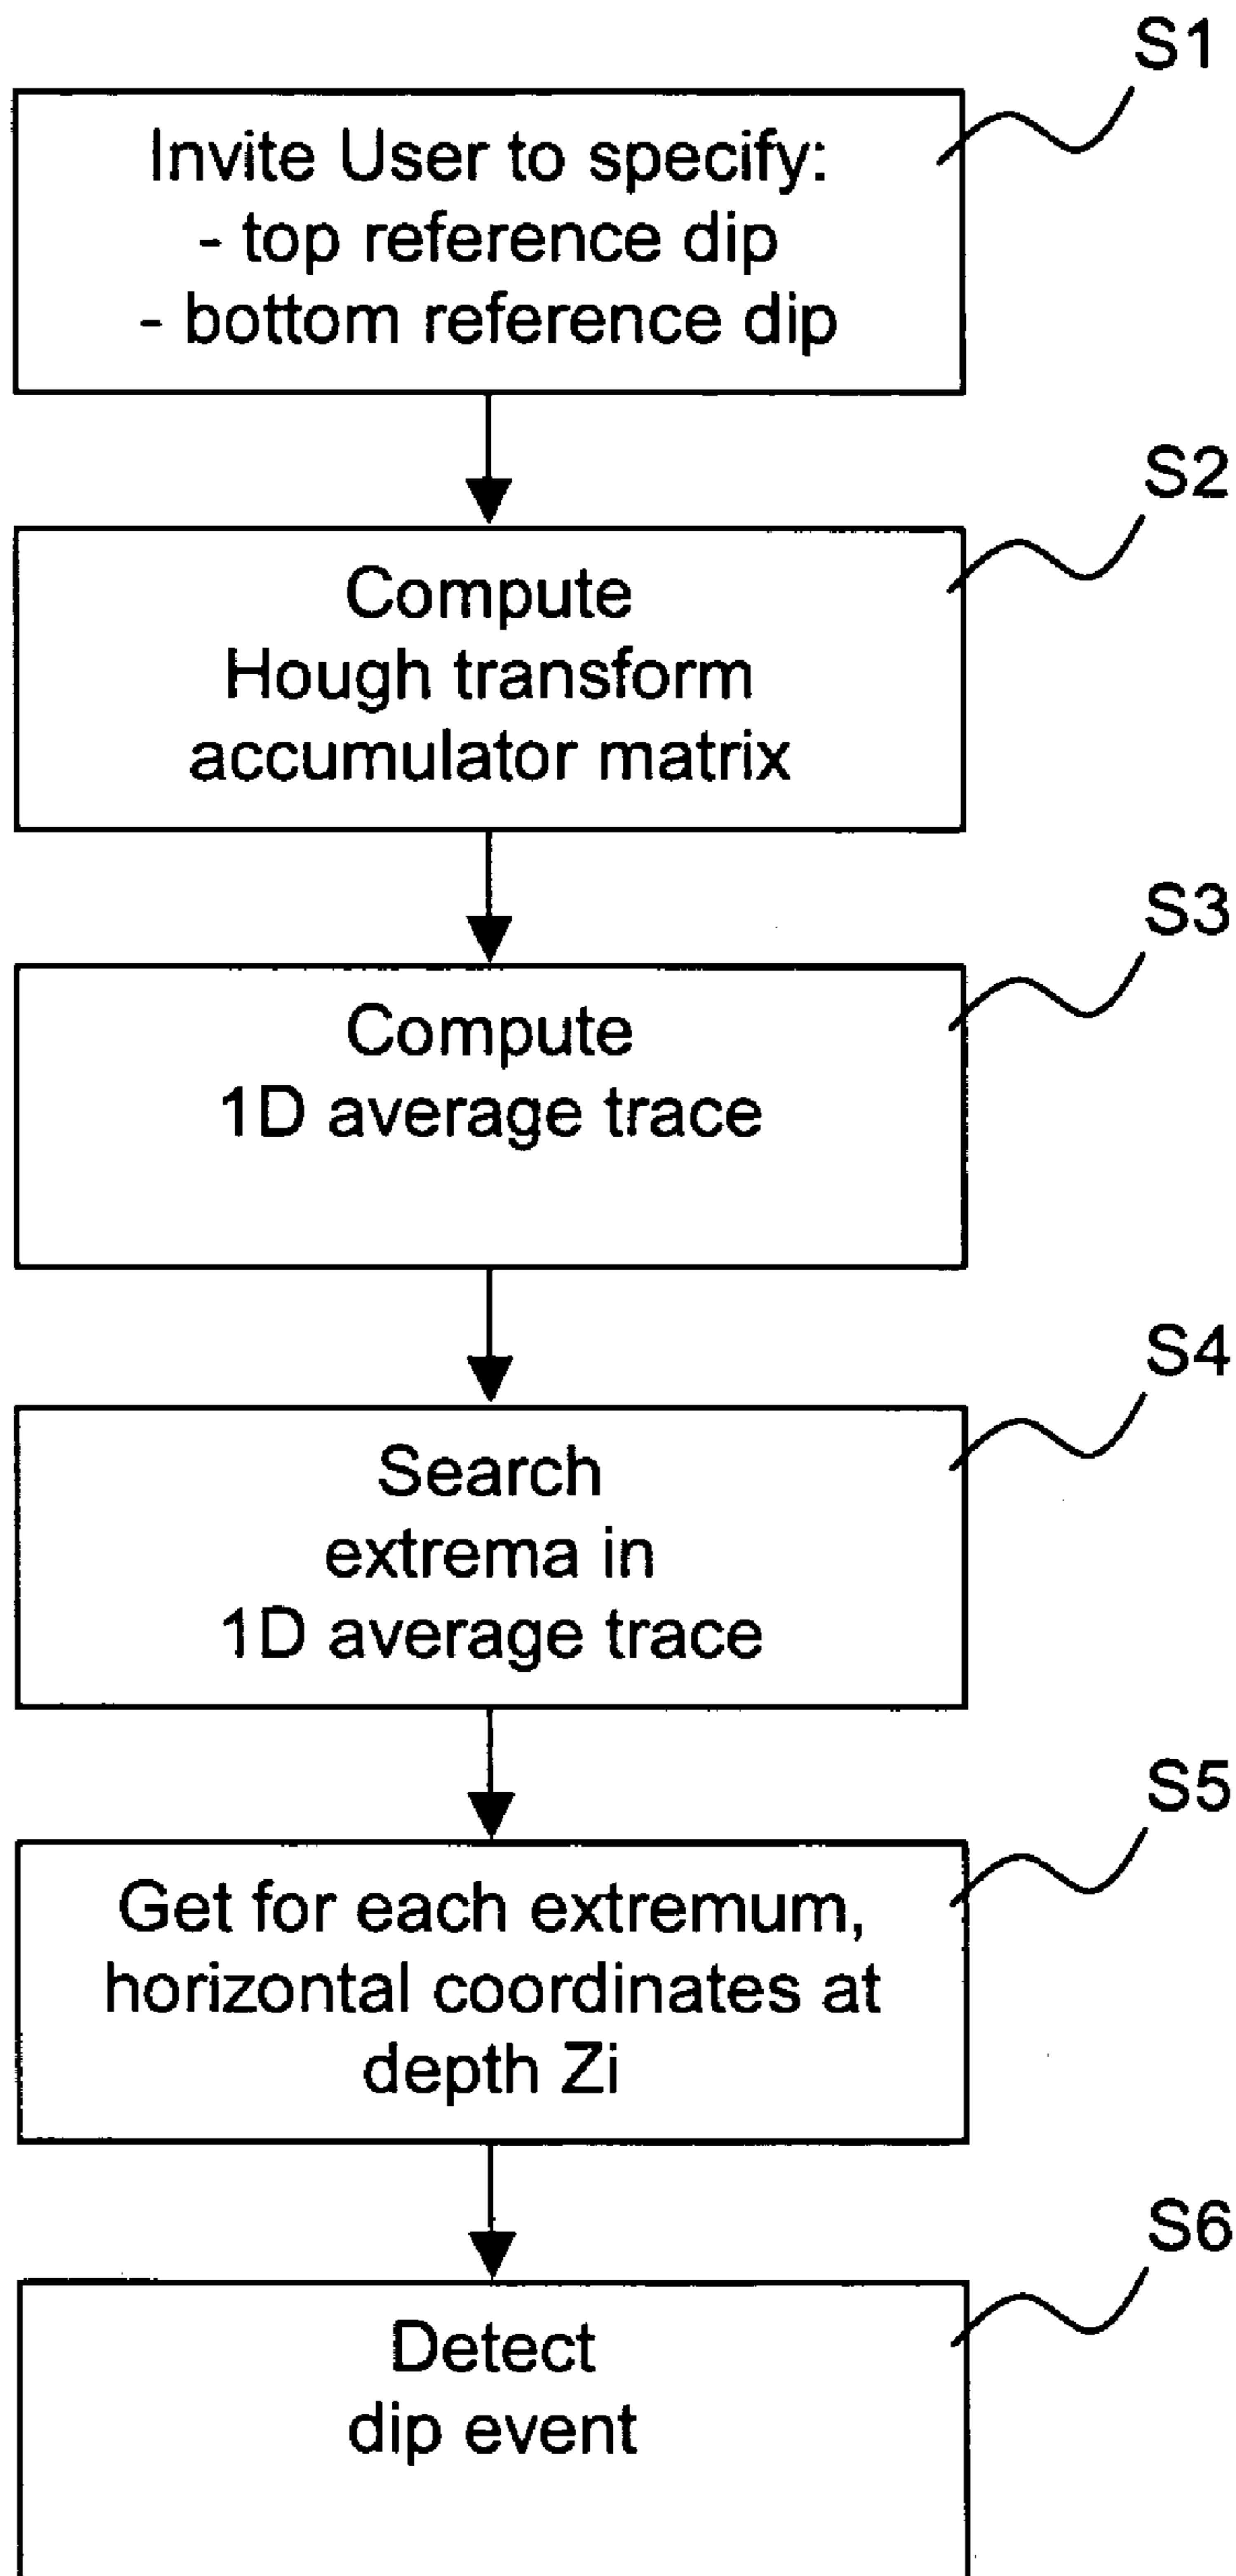 S1
Invite User to specify:
- top reference dip
- bottom reference dip
S2
Compute
Hough transform
accumulator matrix
S3
Compute
1D average trace
S4
Search
extrema in
1D average trace
S5
Get for each extremum,
horizontal coordinates at
depth Zi
S6
Detect
dip event